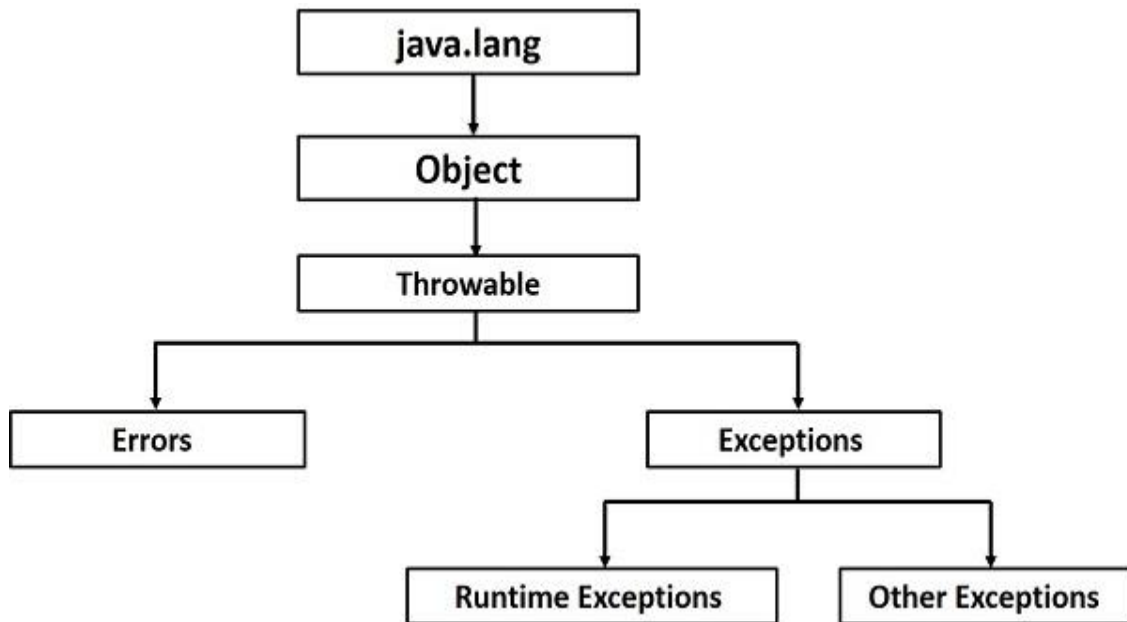 java.lang
Object
Throwable
Errors
Exceptions
Runtime Exceptions
Other Exceptions